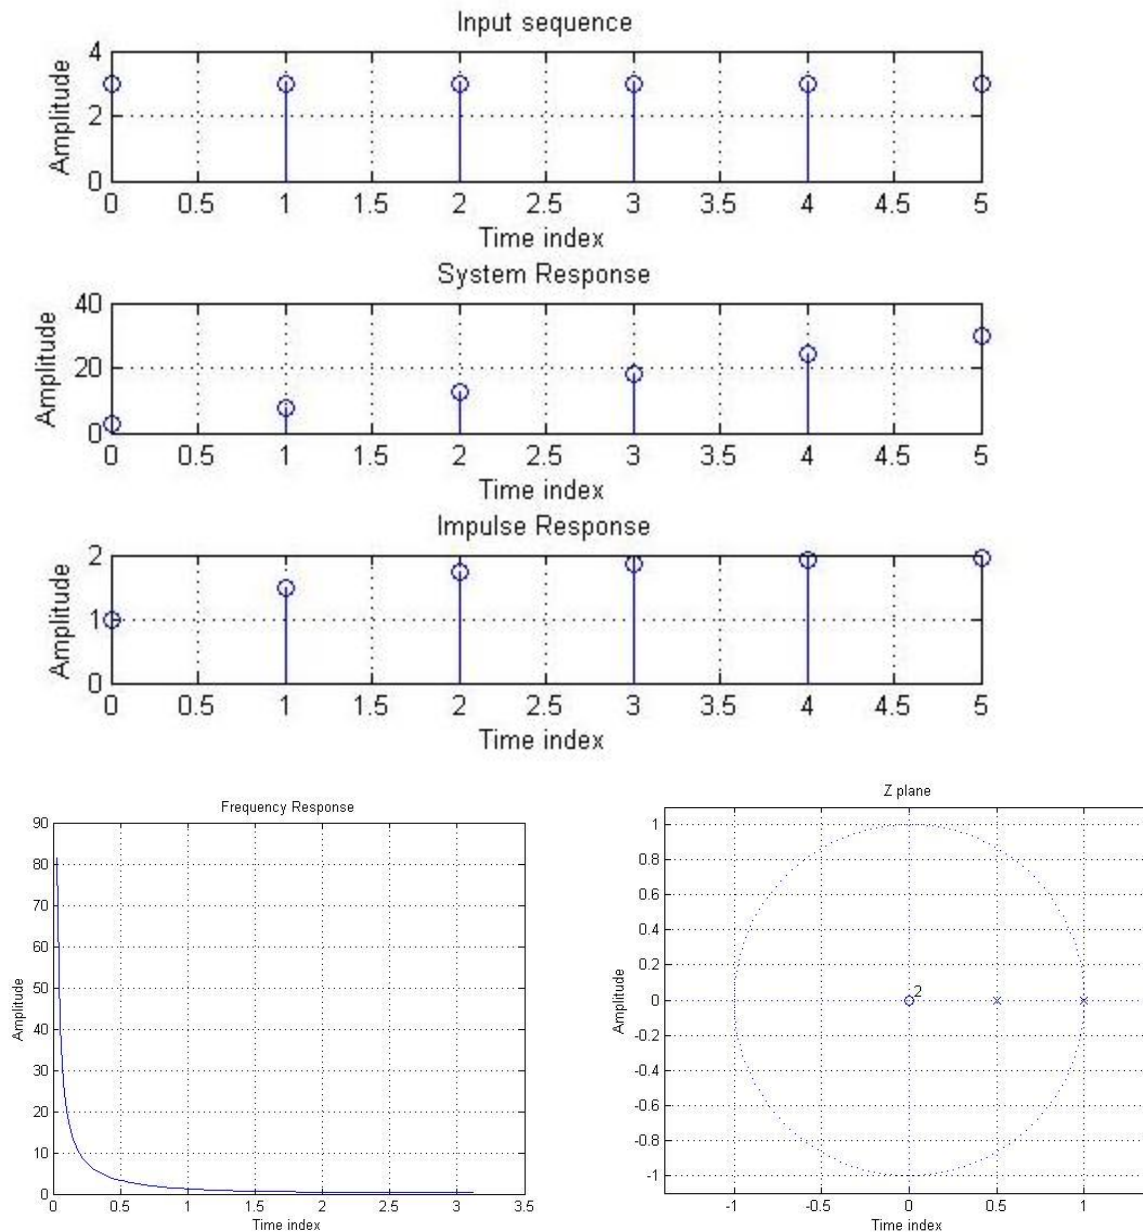 Input sequence
4
2
0
Amplitude
0 0.5 1 1.5 2 2.5 3 3.5 4 4.5 5
Time index
System Response
40
20
0
Amplitude
0 0.5 1 1.5 2 2.5 3 3.5 4 4.5 5
Time index
Impulse Response
2
1
0
Amplitude
0 0.5 1 1.5 2 2.5 3 3.5 4 4.5 5
Time index
Frequency Response
90
80
70
60
50
40
30
20
10
0
Amplitude
0 0.5 1 1.5 2 2.5 3 3.5
Time index
Z plane
1
0.8
0.6
0.4
0.2
0
-0.2
-0.4
-0.6
-0.8
-1
Amplitude
2
-1 -0.5 0 0.5 1
Time index